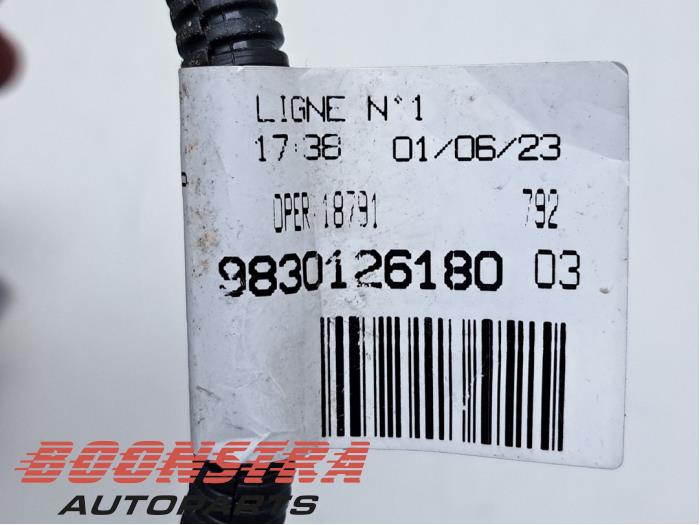 LIGNE N°1
17:38 01/06/23
OPER 18791 792
9830126180 03
BOONSTRA
AUTOPARTS